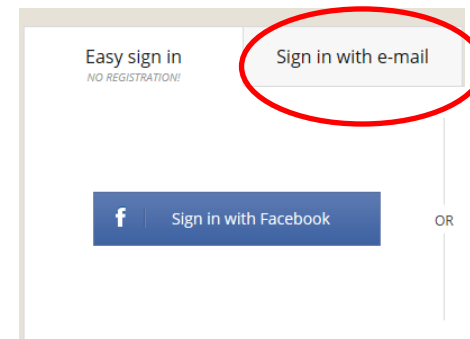 Easy sign in
NO REGISTRATION!
Sign in with e-mail
f Sign in with Facebook
OR